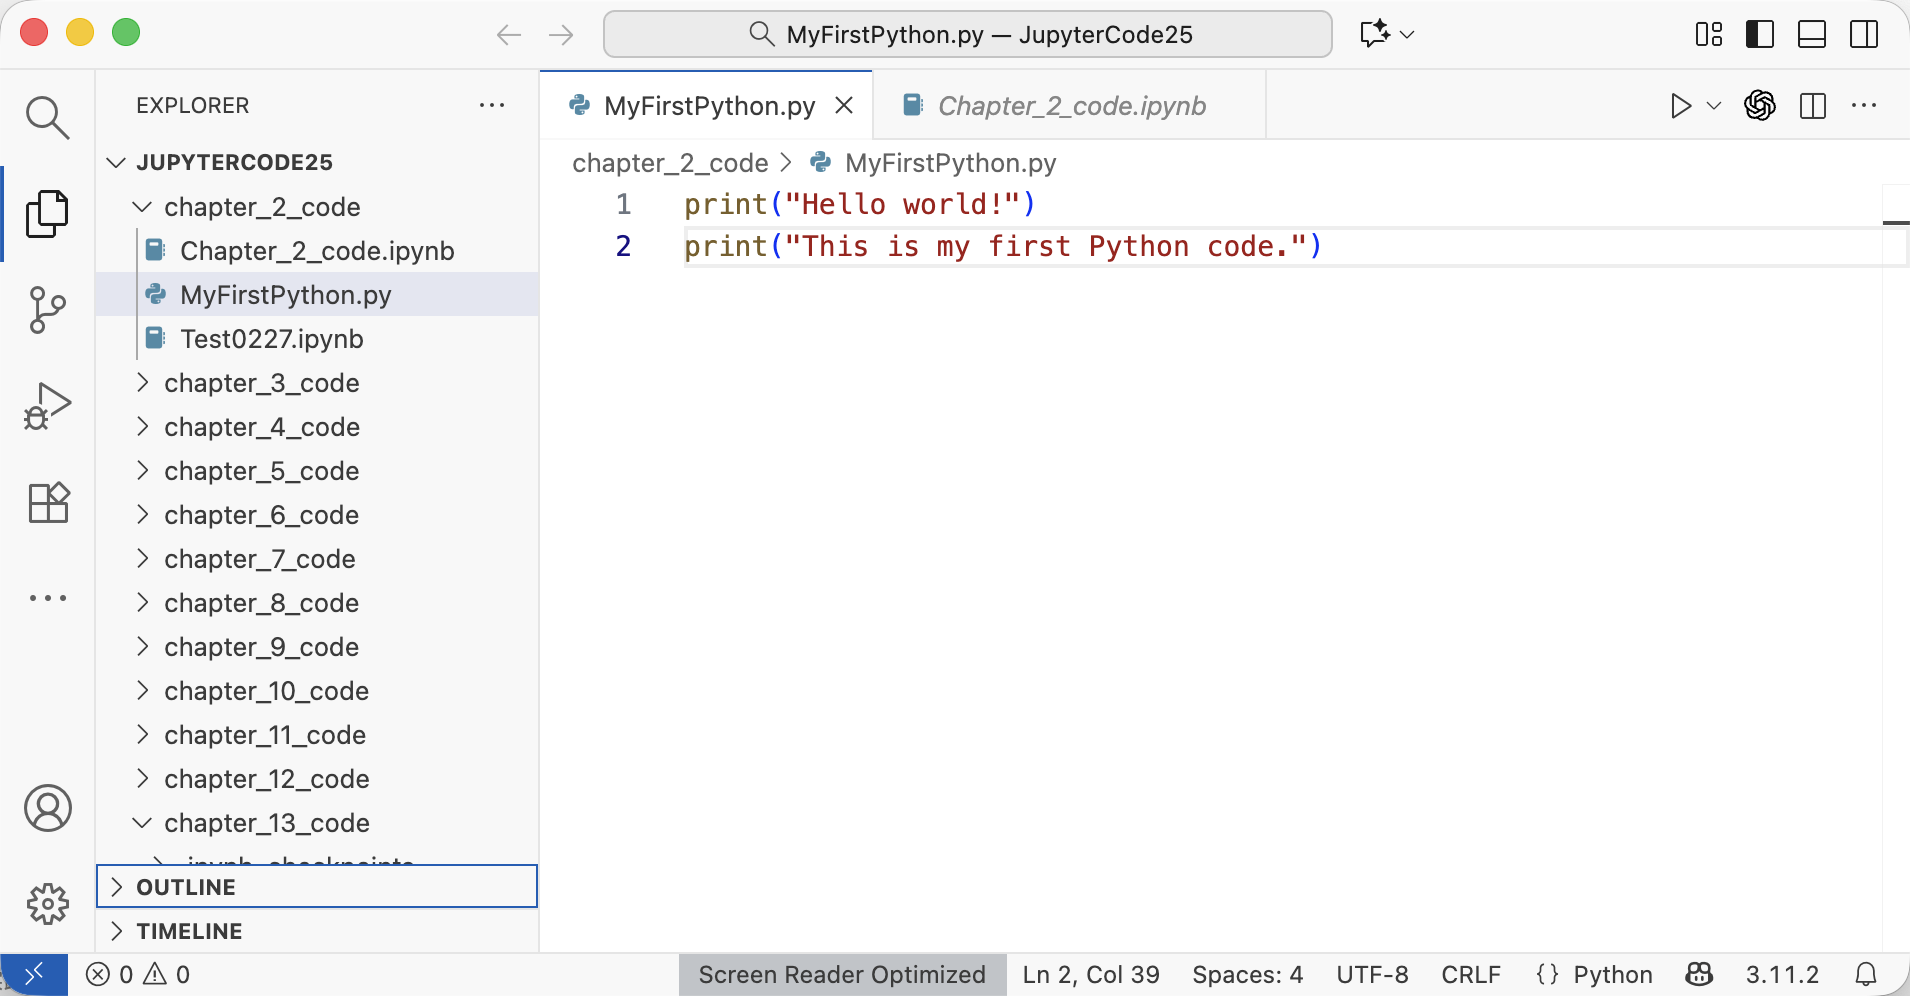 MyFirstPython.py — JupyterCode25
EXPLORER
JUPYTERCODE25
chapter_2_code
Chapter_2_code.ipynb
MyFirstPython.py
Test0227.ipynb
chapter_3_code
chapter_4_code
chapter_5_code
chapter_6_code
chapter_7_code
chapter_8_code
chapter_9_code
chapter_10_code
chapter_11_code
chapter_12_code
chapter_13_code
OUTLINE
TIMELINE
MyFirstPython.py
Chapter_2_code.ipynb
chapter_2_code > MyFirstPython.py
1 print("Hello world!")
2 print("This is my first Python code.")
0 0 Screen Reader Optimized Ln 2, Col 39 Spaces: 4 UTF-8 CRLF {} Python 3.11.2